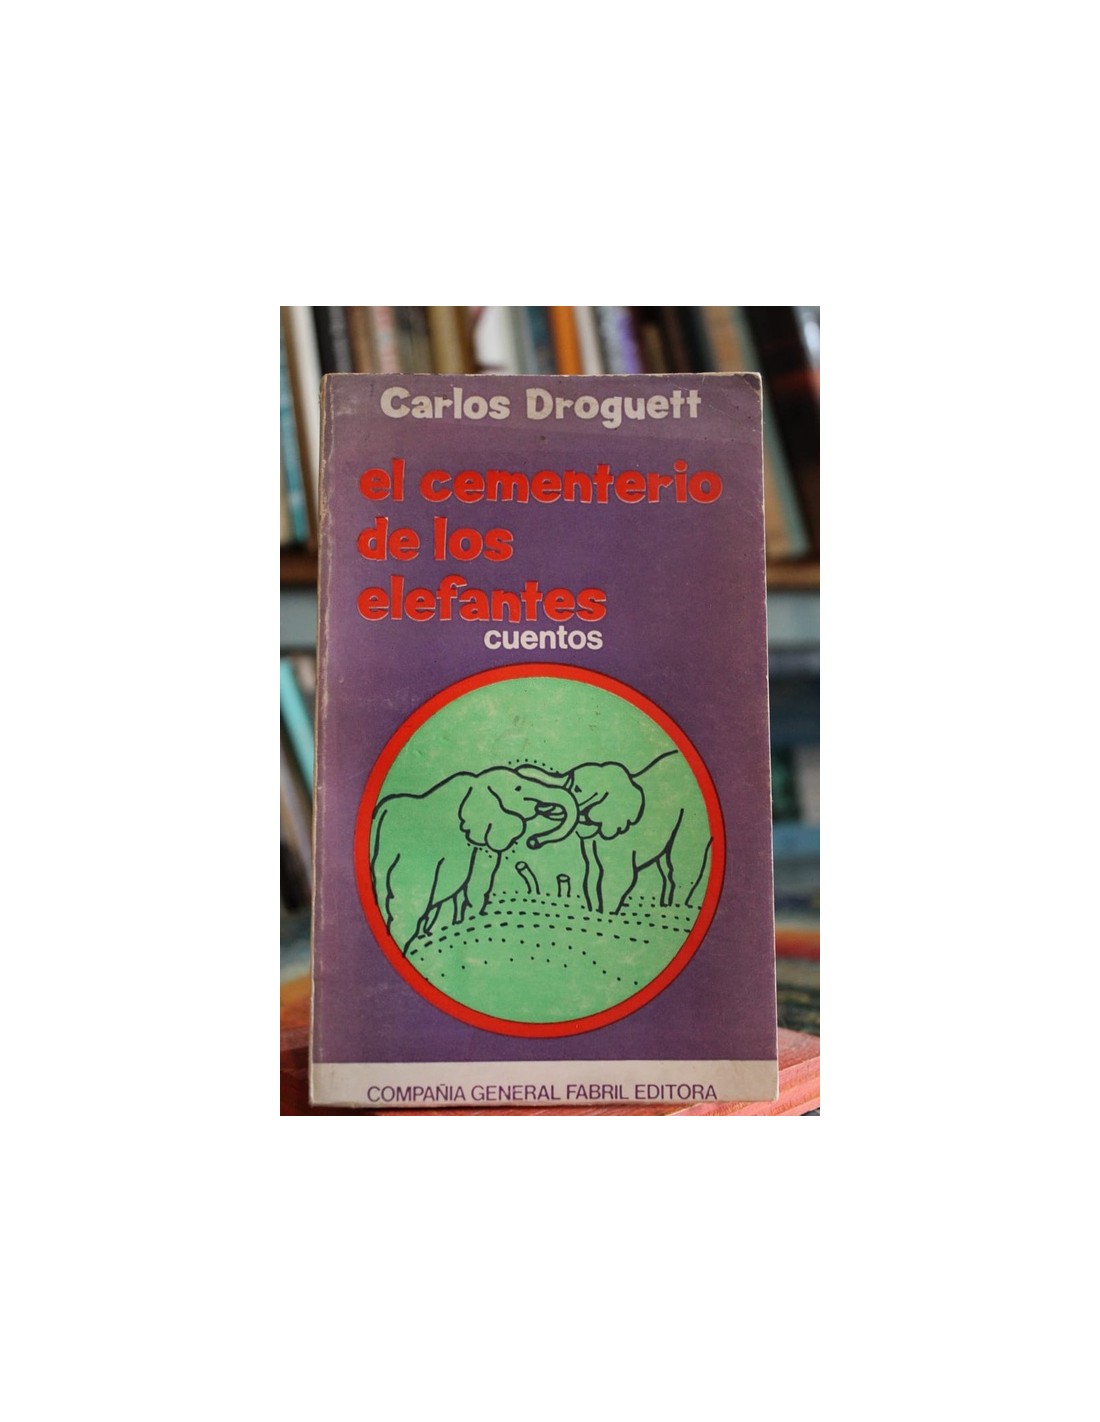 Carlos Droguett
el cementerio
de los
elefantes
cuentos
COMPAÑIA GENERAL FABRIL EDITORA